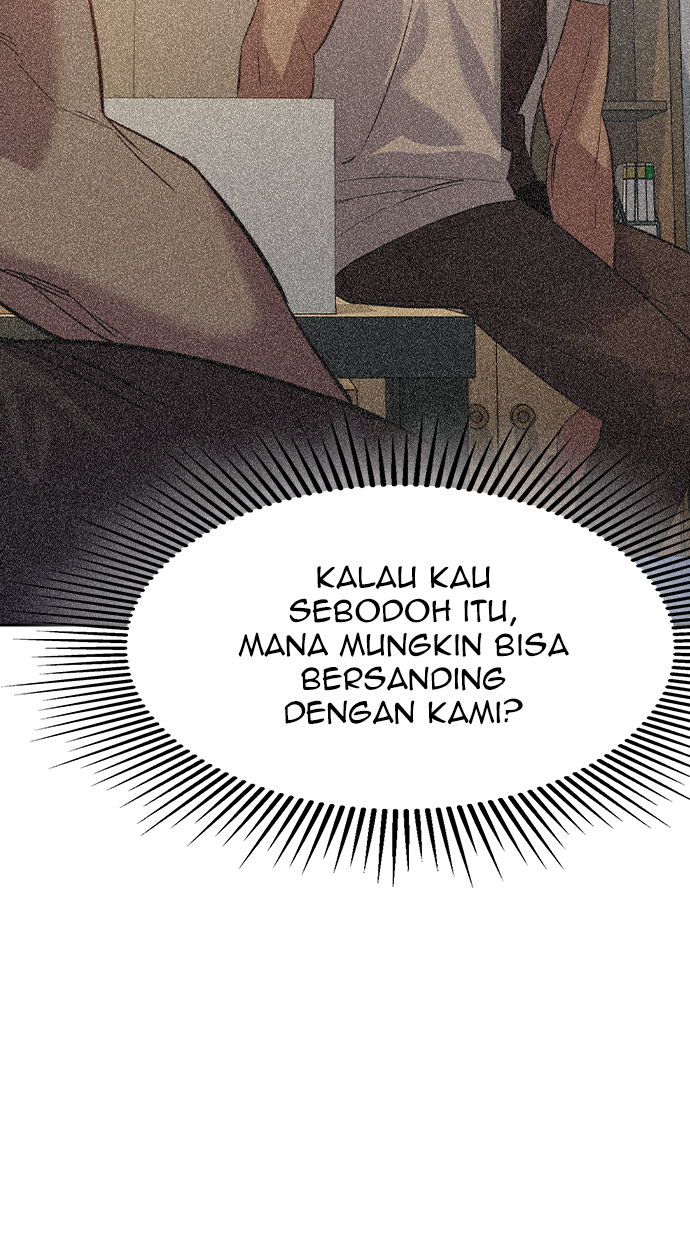 KALAU KAU
SEBODOH ITU,
MANA MUNGKIN BISA
BERSANDING
DENGAN KAMI?